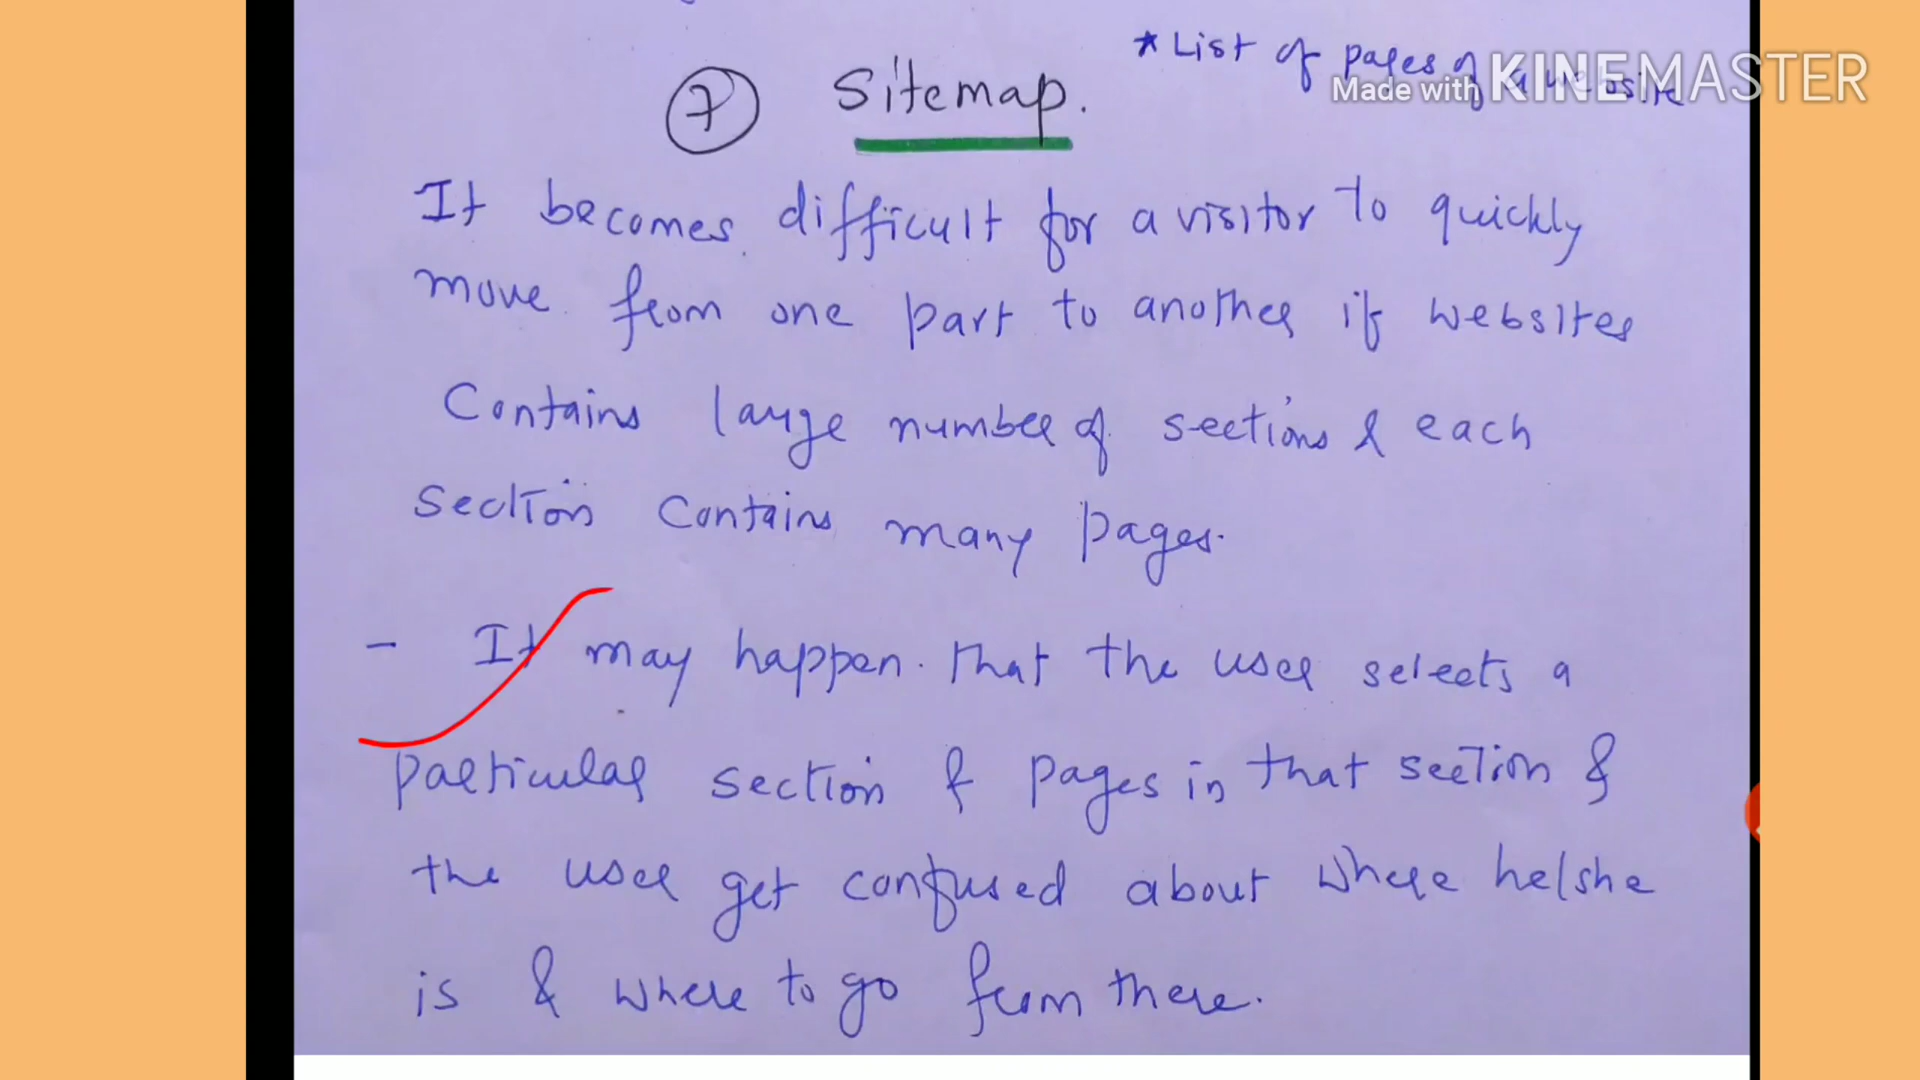 * List of pages of a website
Made with KINEMASTER
7 Sitemap.
It becomes difficult for a visitor to quickly
move from one part to another if websites
Contains large number of sections & each
section contains many pages.
- It may happen that the user selects a
particular section & pages in that section &
the user get confused about where he/she
is & where to go from there.